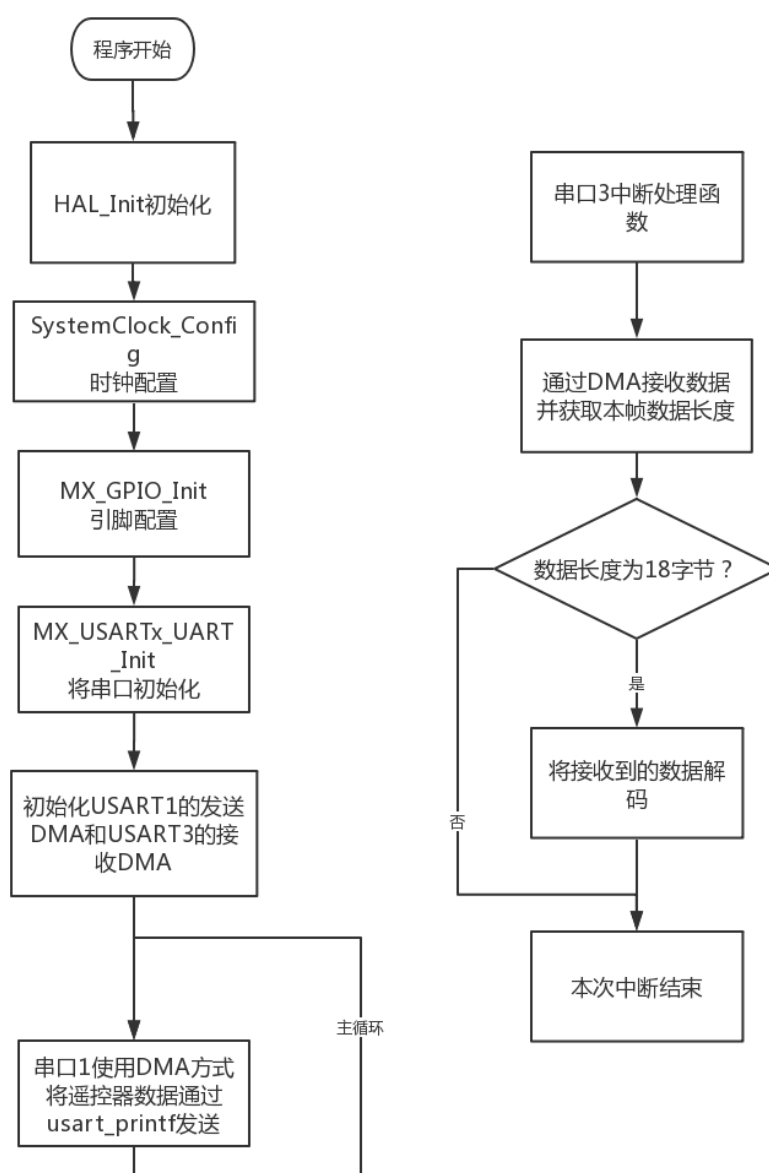 程序开始
HAL_Init初始化
SystemClock_Confi
g
时钟配置
MX_GPIO_Init
引脚配置
MX_USARTx_UART
_Init
将串口初始化
初始化USART1的发送
DMA和USART3的接
收DMA
主循环
串口1使用DMA方式
将遥控器数据通过
usart_printf发送
串口3中断处理函
数
通过DMA接收数据
并获取本帧数据长度
数据长度为18字节？
是
将接收到的数据解
码
否
本次中断结束